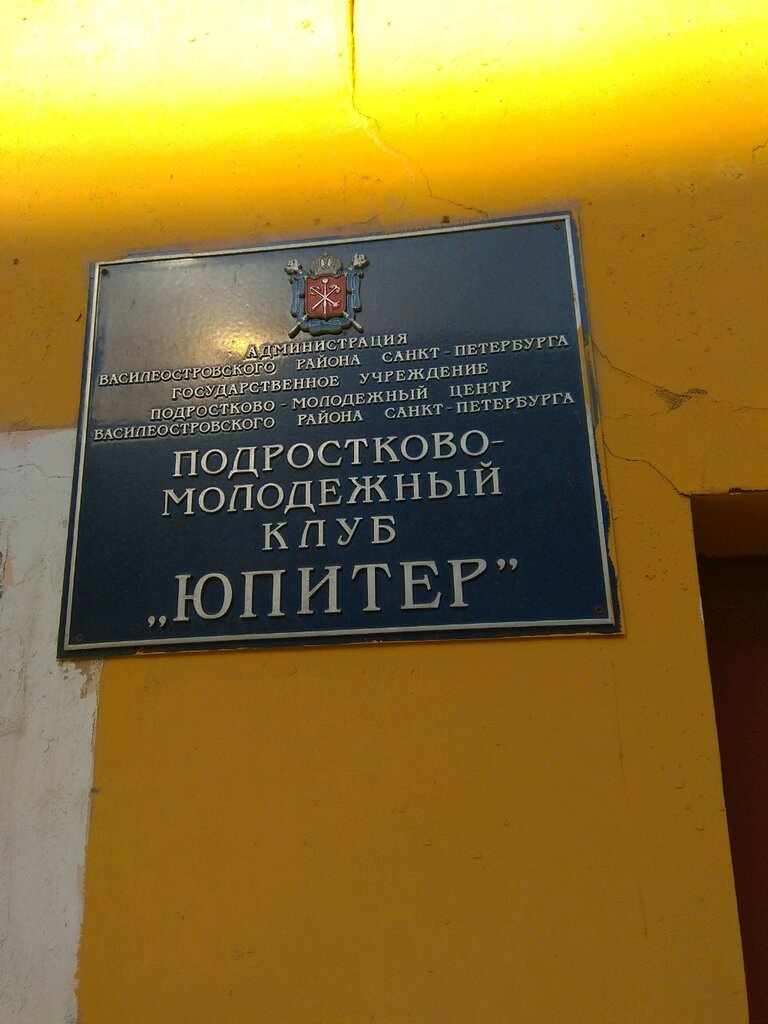 АДМИНИСТРАЦИЯ
ВАСИЛЕОСТРОВСКОГО РАЙОНА САНКТ-ПЕТЕРБУРГА
ГОСУДАРСТВЕННОЕ УЧРЕЖДЕНИЕ
ПОДРОСТКОВО-МОЛОДЕЖНЫЙ ЦЕНТР
ВАСИЛЕОСТРОВСКОГО РАЙОНА САНКТ-ПЕТЕРБУРГА
ПОДРОСТКОВО-
МОЛОДЕЖНЫЙ
КЛУБ
„ЮПИТЕР”